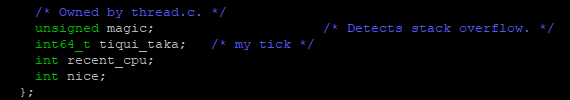 /* Owned by thread.c. */
unsigned magic; /* Detects stack overflow. */
int64_t tiqui_taka; /* my tick */
int recent_cpu;
int nice;
};